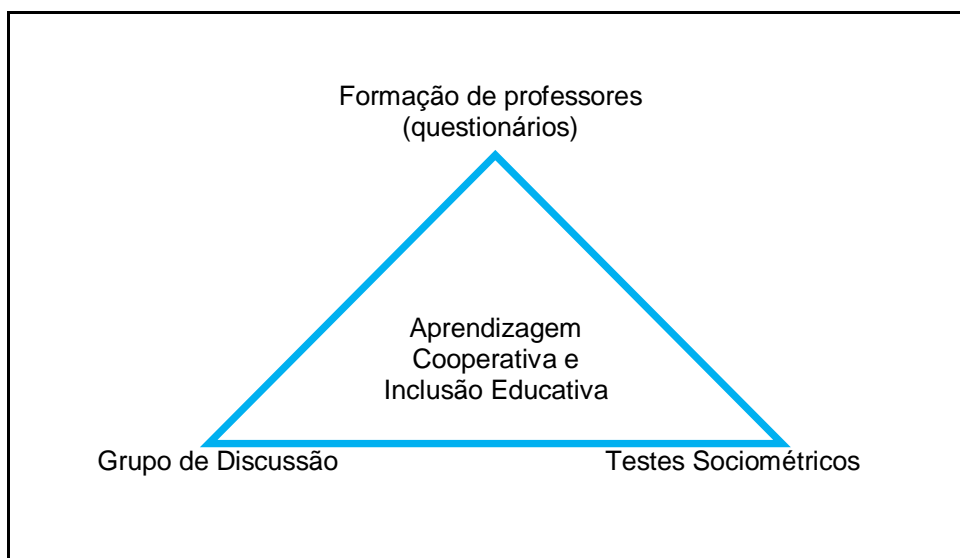 Formação de professores
(questionários)
Aprendizagem
Cooperativa e
Inclusão Educativa
Grupo de Discussão
Testes Sociométricos